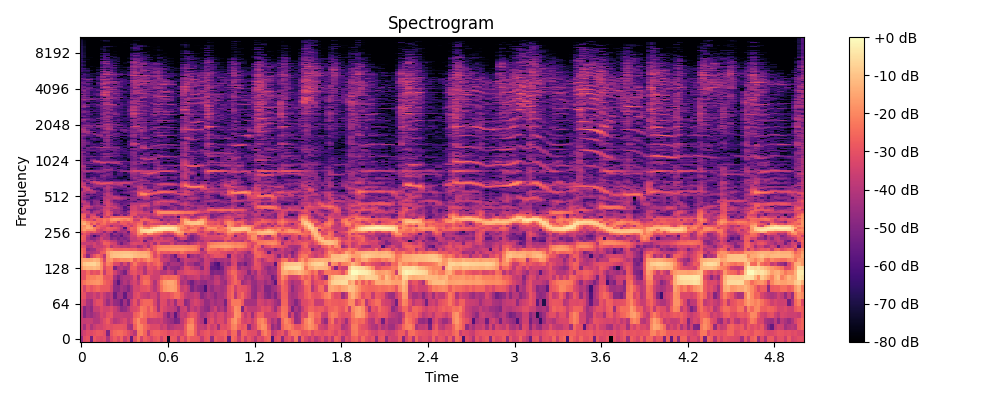 Spectrogram
Frequency
8192
4096
2048
1024
512
256
128
64
0
0 0.6 1.2 1.8 2.4 3 3.6 4.2 4.8
Time
+0 dB
-10 dB
-20 dB
-30 dB
-40 dB
-50 dB
-60 dB
-70 dB
-80 dB